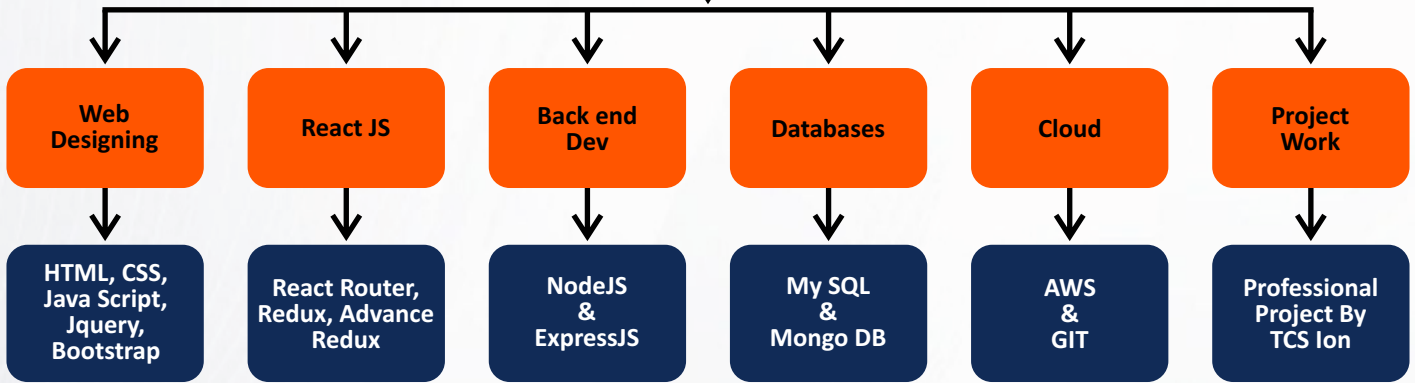 Web
Designing
React JS
Back end
Dev
Databases
Cloud
Project
Work
HTML, CSS,
Java Script,
Jquery,
Bootstrap
React Router,
Redux, Advance
Redux
NodeJS
&
ExpressJS
My SQL
&
Mongo DB
AWS
&
GIT
Professional
Project By
TCS Ion